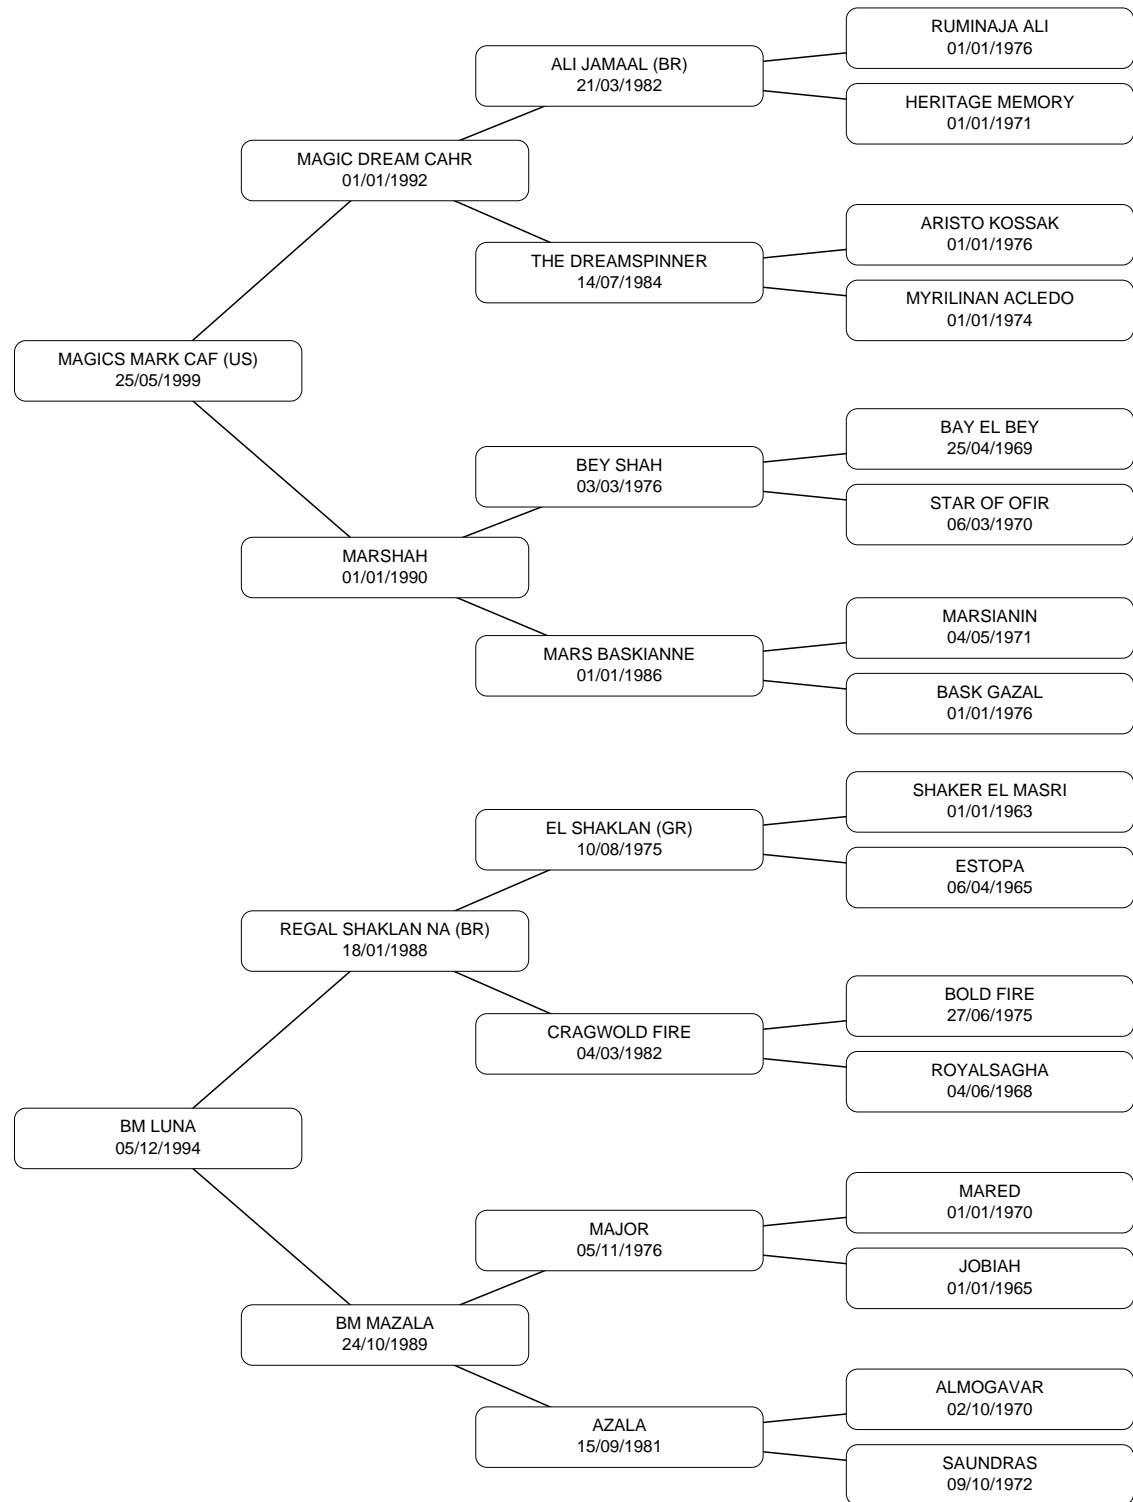 RUMINAJA ALI
01/01/1976
ALI JAMAAL (BR)
21/03/1982
HERITAGE MEMORY
01/01/1971
MAGIC DREAM CAHR
01/01/1992
ARISTO KOSSAK
01/01/1976
THE DREAMSPINNER
14/07/1984
MYRILINAN ACLEDO
01/01/1974
MAGICS MARK CAF (US)
25/05/1999
BAY EL BEY
25/04/1969
BEY SHAH
03/03/1976
STAR OF OFIR
06/03/1970
MARSHAH
01/01/1990
MARSIANIN
04/05/1971
MARS BASKIANNE
01/01/1986
BASK GAZAL
01/01/1976
SHAKER EL MASRI
01/01/1963
EL SHAKLAN (GR)
10/08/1975
ESTOPA
06/04/1965
REGAL SHAKLAN NA (BR)
18/01/1988
BOLD FIRE
27/06/1975
CRAGWOLD FIRE
04/03/1982
ROYALSAGHA
04/06/1968
BM LUNA
05/12/1994
MARED
01/01/1970
MAJOR
05/11/1976
JOBIAH
01/01/1965
BM MAZALA
24/10/1989
ALMOGAVAR
02/10/1970
AZALA
15/09/1981
SAUNDRAS
09/10/1972